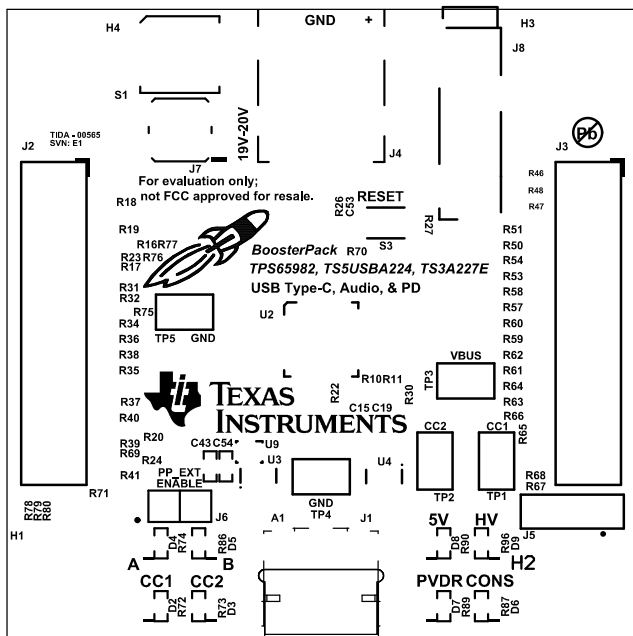 H4
GND +
H3
J8
S1
TIDA - 00565
SVN: E1
J2
J7
19V-20V
J4
Pb
J3
For evaluation only;
not FCC approved for resale.
R18
R26
C53
RESET
R27
R46
R48
R47
R19
R16R77
R23 R76
R17
S3
R70
BoosterPack
TPS65982, TS5USBA224, TS3A227E
USB Type-C, Audio, & PD
R51
R50
R54
R53
R58
R57
R60
R59
R62
R61
R64
R63
R66
R65
R31
R32
R75
R34
R36
R38
R35
R37
R40
TP5 GND
U2
VBUS
TP3
R10R11
R22
R30
C15 C19
TEXAS
INSTRUMENTS
CC2 CC1
R39
R69
R20
R24
R41
C43 C54
U9
U3
U4
PP_EXT
ENABLE
GND
TP4
TP2 TP1
R68
R67
R71
R78
R79
R80
H1
J6
A1
J1
5V HV
J5
D4
R74
R86
D5
D8
R90
R96
D9
A B
H2
CC1 CC2
PVDR CONS
D2
R72
R73
D3
D7
R89
R87
D6